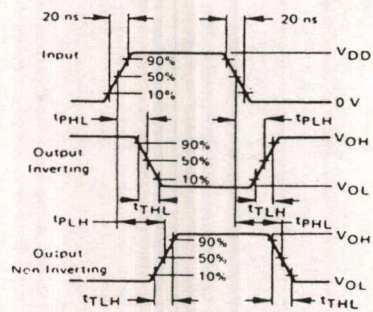 20 ns 20 ns
Input 90% 50% 10% VDD 0 V
tPHL tPLH
Output Inverting 90% 50% 10% VOH VOL
tTHL tTLH
tPLH tPHL
Output Non Inverting 90% 50% 10% VOH VOL
tTLH tTHL